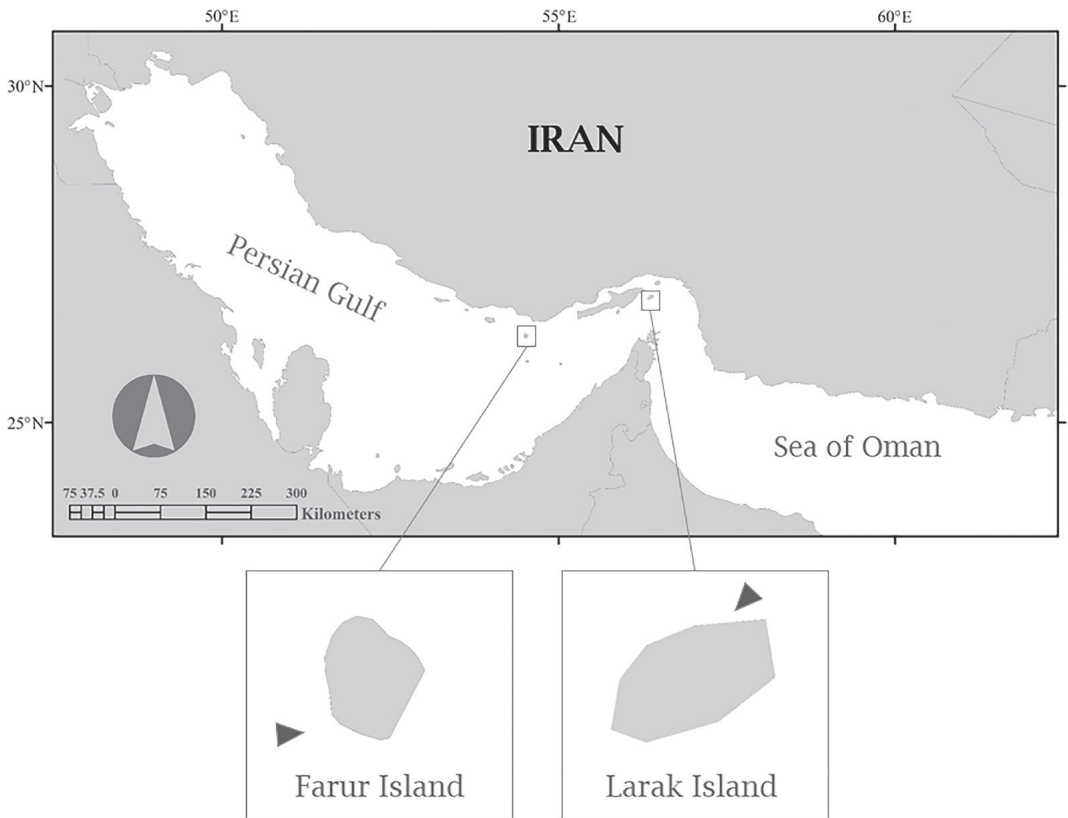 50°E 55°E 60°E
30°N
IRAN
Persian Gulf
25°N
Sea of Oman
75 37.5 0 75 150 225 300
Kilometers
Farur Island
Larak Island